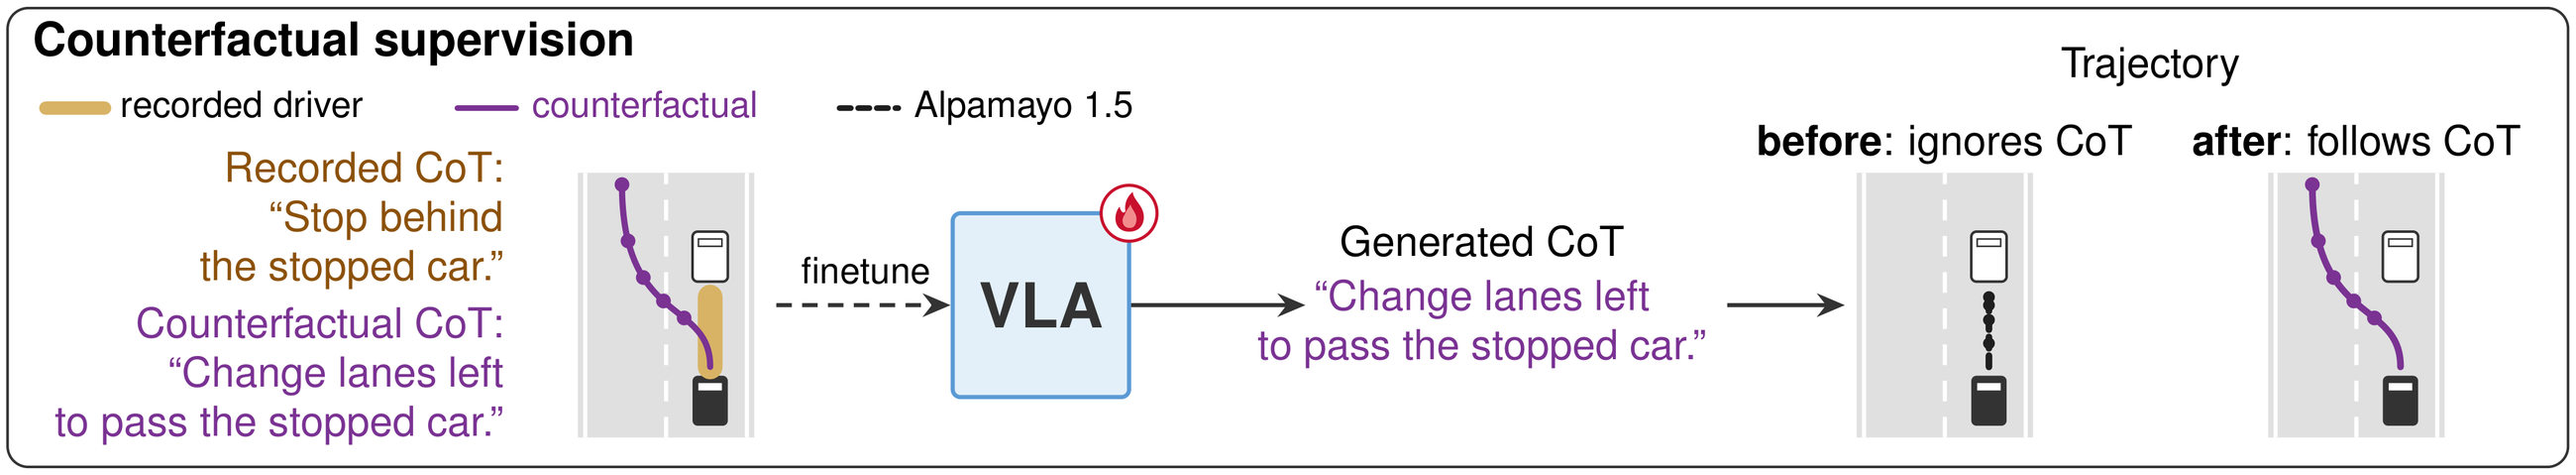 Counterfactual supervision
recorded driver
counterfactual
Alpamayo 1.5
Recorded CoT:
“Stop behind
the stopped car.”
Counterfactual CoT:
“Change lanes left
to pass the stopped car.”
finetune
VLA
Generated CoT
“Change lanes left
to pass the stopped car.”
Trajectory
before: ignores CoT
after: follows CoT